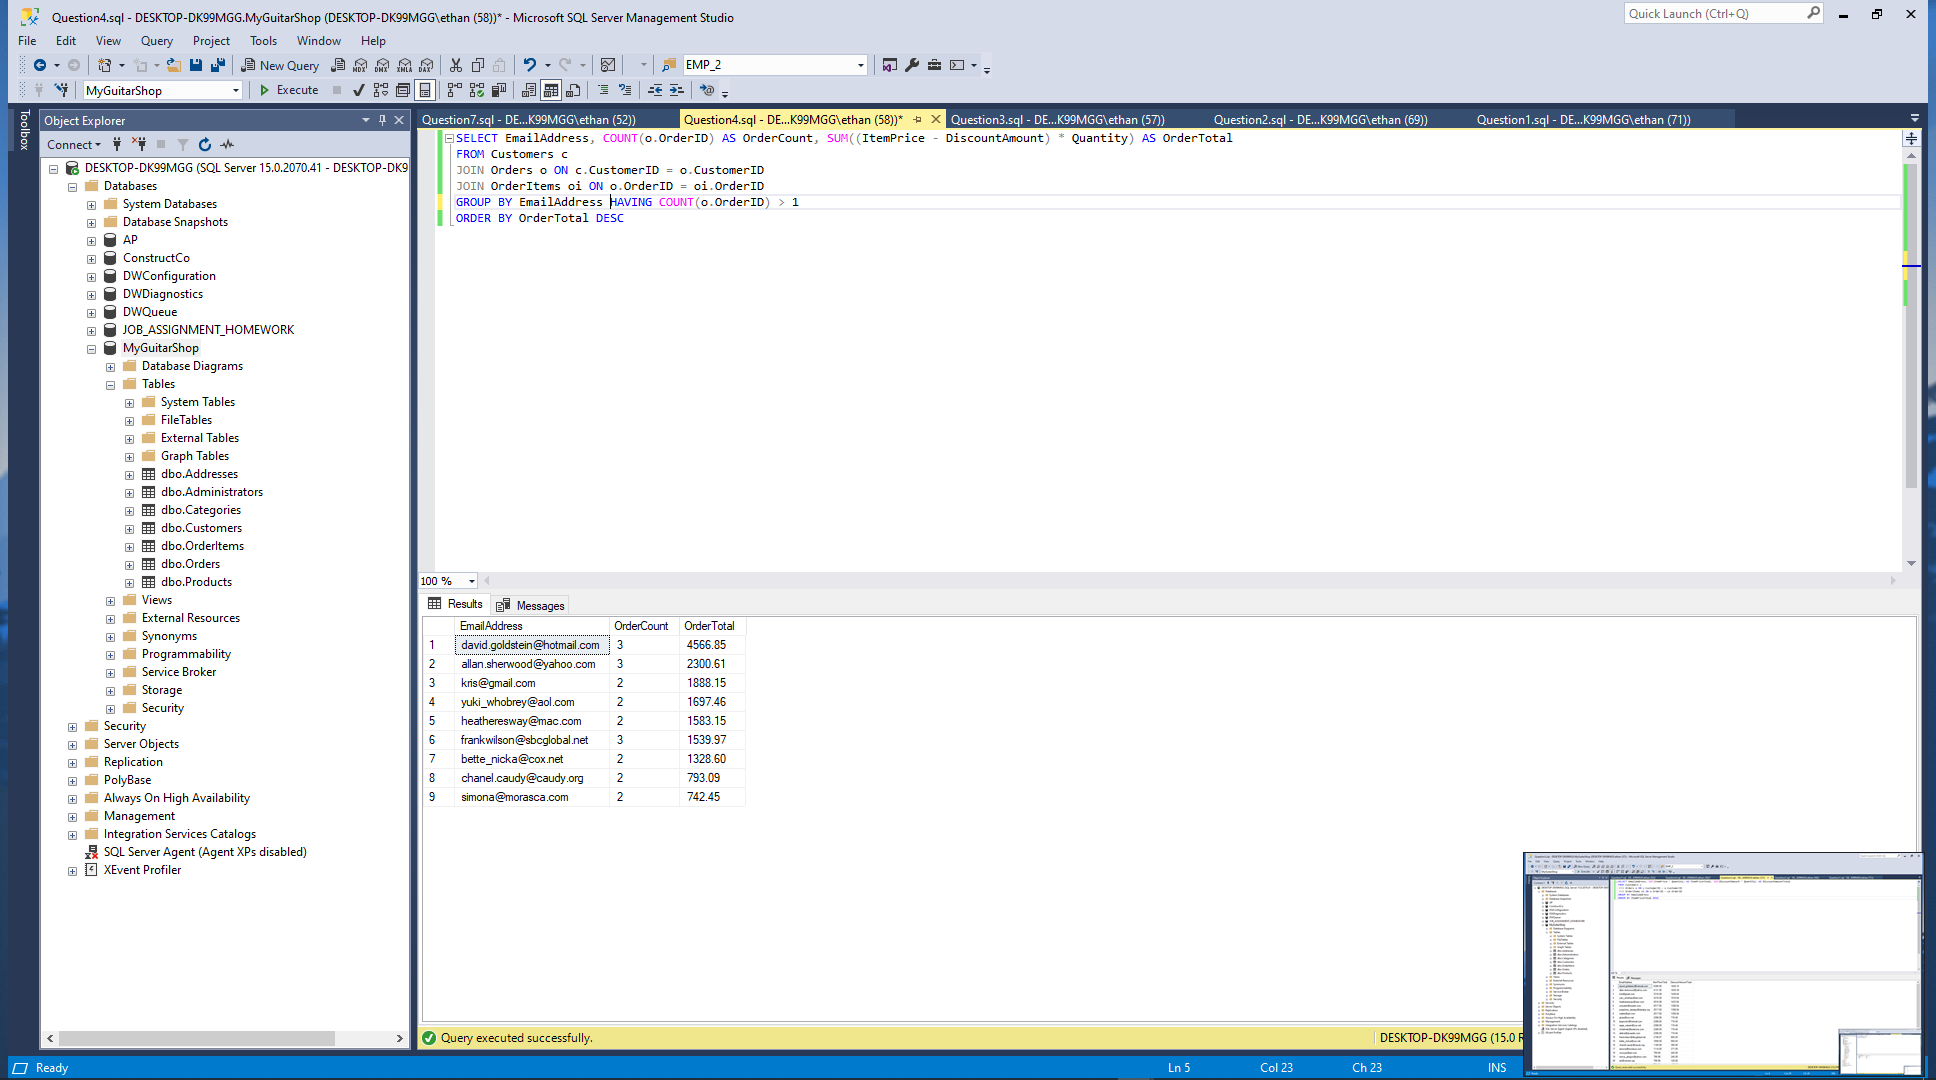 Question4.sql - DESKTOP-DK99MGG.MyGuitarShop (DESKTOP-DK99MGG\ethan (58))* - Microsoft SQL Server Management Studio
Quick Launch (Ctrl+Q)
File Edit View Query Project Tools Window Help
New Query MDX DMX XMLA DAX EMP_2
MyGuitarShop Execute
Toolbox
Object Explorer
Connect
DESKTOP-DK99MGG (SQL Server 15.0.2070.41 - DESKTOP-DK9
Databases
System Databases
Database Snapshots
AP
ConstructCo
DWConfiguration
DWDiagnostics
DWQueue
JOB_ASSIGNMENT_HOMEWORK
MyGuitarShop
Database Diagrams
Tables
System Tables
FileTables
External Tables
Graph Tables
dbo.Addresses
dbo.Administrators
dbo.Categories
dbo.Customers
dbo.OrderItems
dbo.Orders
dbo.Products
Views
External Resources
Synonyms
Programmability
Service Broker
Storage
Security
Security
Server Objects
Replication
PolyBase
Always On High Availability
Management
Integration Services Catalogs
SQL Server Agent (Agent XPs disabled)
XEvent Profiler
Question7.sql - DE...K99MGG\ethan (52)) Question4.sql - DE...K99MGG\ethan (58))* Question3.sql - DE...K99MGG\ethan (57)) Question2.sql - DE...K99MGG\ethan (69)) Question1.sql - DE...K99MGG\ethan (71))
SELECT EmailAddress, COUNT(o.OrderID) AS OrderCount, SUM((ItemPrice - DiscountAmount) * Quantity) AS OrderTotal
FROM Customers c
JOIN Orders o ON c.CustomerID = o.CustomerID
JOIN OrderItems oi ON o.OrderID = oi.OrderID
GROUP BY EmailAddress HAVING COUNT(o.OrderID) > 1
ORDER BY OrderTotal DESC
100 %
Results Messages
EmailAddress OrderCount OrderTotal
1 david.goldstein@hotmail.com 3 4566.85
2 allan.sherwood@yahoo.com 3 2300.61
3 kris@gmail.com 2 1888.15
4 yuki_whobrey@aol.com 2 1697.46
5 heatheresway@mac.com 2 1583.15
6 frankwilson@sbcglobal.net 3 1539.97
7 bette_nicka@cox.net 2 1328.60
8 chanel.caudy@caudy.org 2 793.09
9 simona@morasca.com 2 742.45
Query executed successfully. DESKTOP-DK99MGG (15.0 R
Ready Ln 5 Col 23 Ch 23 INS